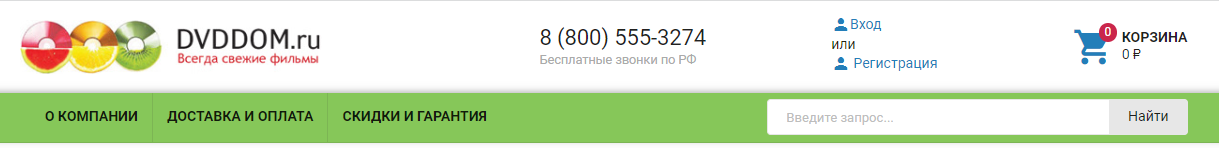 DVDDOM.ru
Всегда свежие фильмы
8 (800) 555-3274
Бесплатные звонки по РФ
Вход
или
Регистрация
0
КОРЗИНА
0 ₽
О КОМПАНИИ
ДОСТАВКА И ОПЛАТА
СКИДКИ И ГАРАНТИЯ
Введите запрос...
Найти